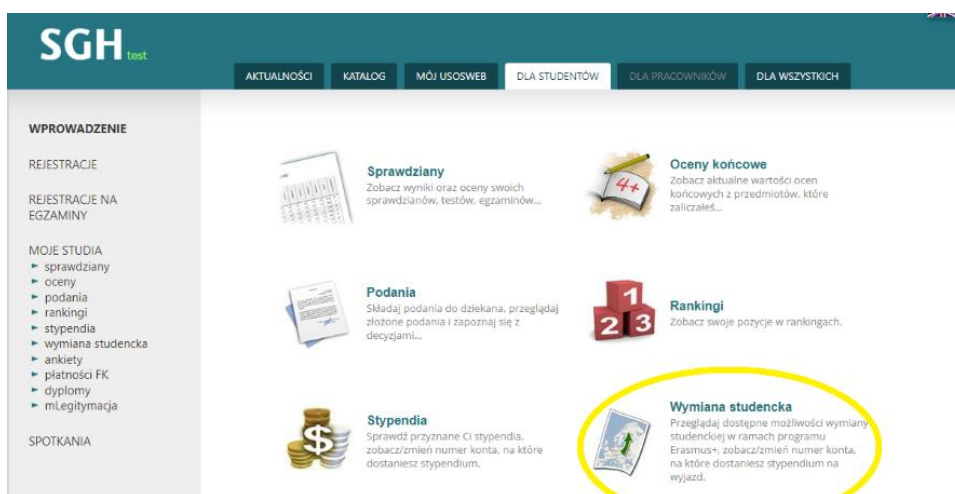 SGH test
AKTUALNOŚCI KATALOG MÓJ USOSWEB DLA STUDENTÓW DLA PRACOWNIKÓW DLA WSZYSTKICH
WPROWADZENIE
REJESTRACJE
REJESTRACJE NA
EGZAMINY
MOJE STUDIA
► sprawdziany
► oceny
► podania
► rankingi
► stypendia
► wymiana studencka
► ankiety
► płatności FK
► dyplomy
► mLegitymacja
SPOTKANIA
Sprawdziany
Zobacz wyniki oraz oceny swoich
sprawdzianów, testów, egzaminów...
4+
Oceny końcowe
Zobacz aktualne wartości ocen
końcowych z przedmiotów, które
zaliczałeś...
Podania
Składaj podania do dziekana, przeglądaj
złożone podania i zapoznaj się z
decyzjami...
1
2 3
Rankingi
Zobacz swoje pozycje w rankingach.
$
Stypendia
Sprawdź przyznane Ci stypendia,
zobacz/zmień numer konta, na które
dostaniesz stypendium.
Wymiana studencka
Przeglądaj dostępne możliwości wymiany
studenckiej w ramach programu
Erasmus+, zobacz/zmień numer konta,
na które dostaniesz stypendium na
wyjazd.